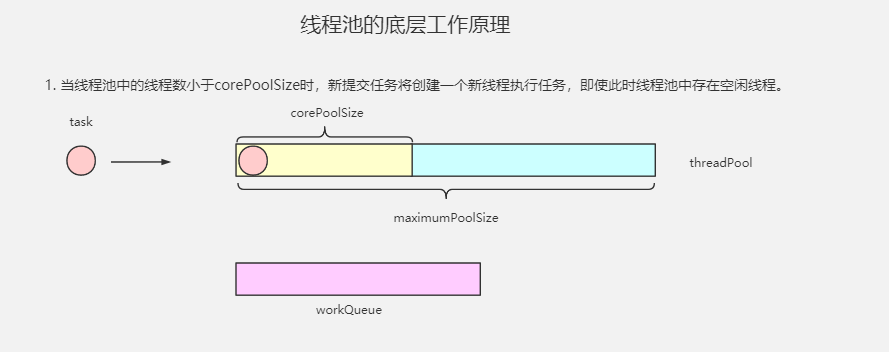 线程池的底层工作原理
1. 当线程池中的线程数小于corePoolSize时，新提交任务将创建一个新线程执行任务，即使此时线程池中存在空闲线程。
corePoolSize
task
threadPool
maximumPoolSize
workQueue